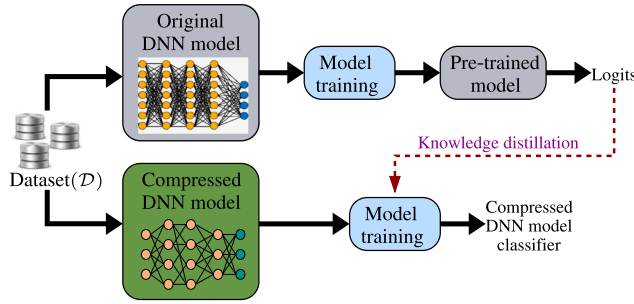 Original
DNN model
Model
training
Pre-trained
model
Logits
Knowledge distillation
Dataset(𝒟)
Compressed
DNN model
Model
training
Compressed
DNN model
classifier